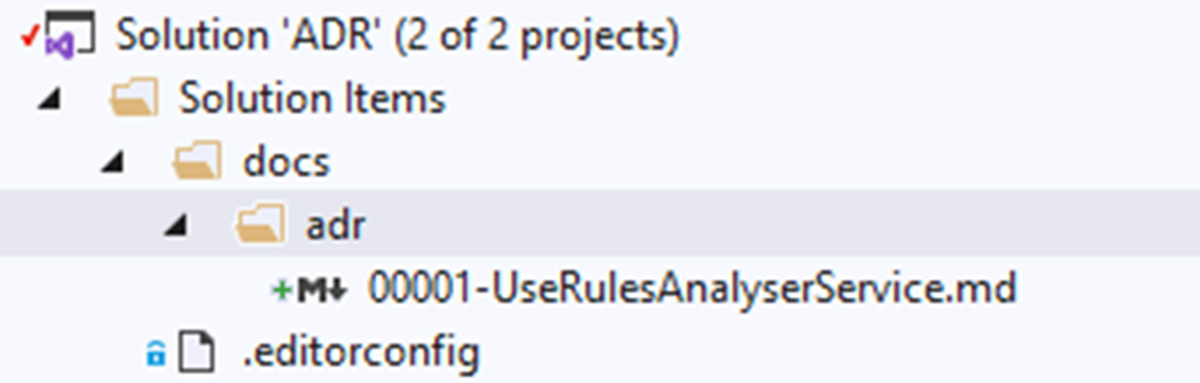 Solution 'ADR' (2 of 2 projects)
Solution Items
docs
adr
00001-UseRulesAnalyserService.md
.editorconfig